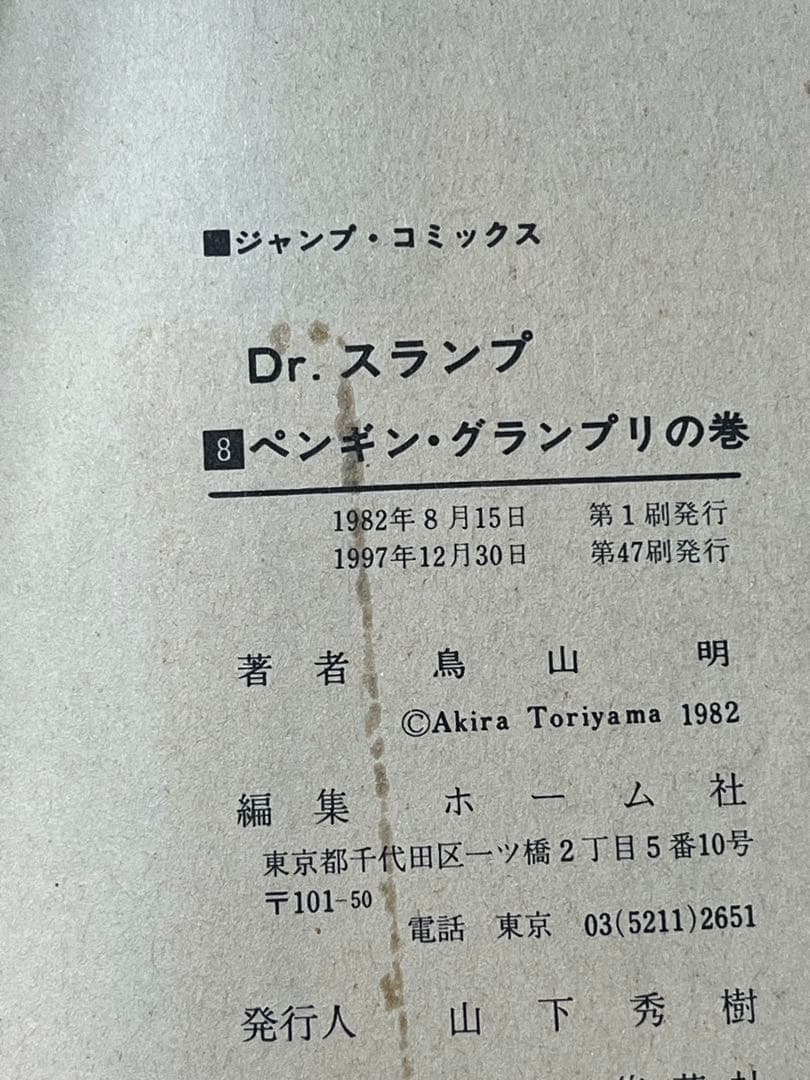 ■ジャンプ・コミックス
Dr.スランプ
8 ペンギン・グランプリの巻
1982年8月15日 第1刷発行
1997年12月30日 第47刷発行
著者 鳥山明
©Akira Toriyama 1982
編集 ホーム社
東京都千代田区一ツ橋2丁目5番10号
〒101-50
電話 東京 03(5211)2651
発行人 山下秀樹